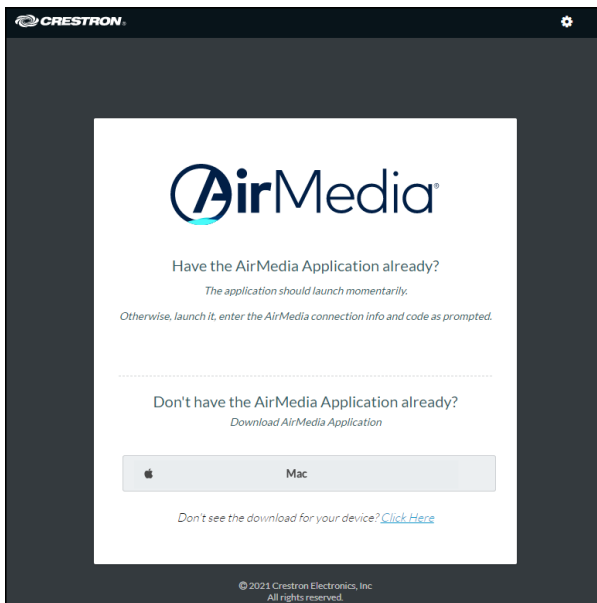 CRESTRON®
AirMedia®
Have the AirMedia Application already?
The application should launch momentarily.
Otherwise, launch it, enter the AirMedia connection info and code as prompted.
Don't have the AirMedia Application already?
Download AirMedia Application
Mac
Don't see the download for your device? Click Here
© 2021 Crestron Electronics, Inc
All rights reserved.